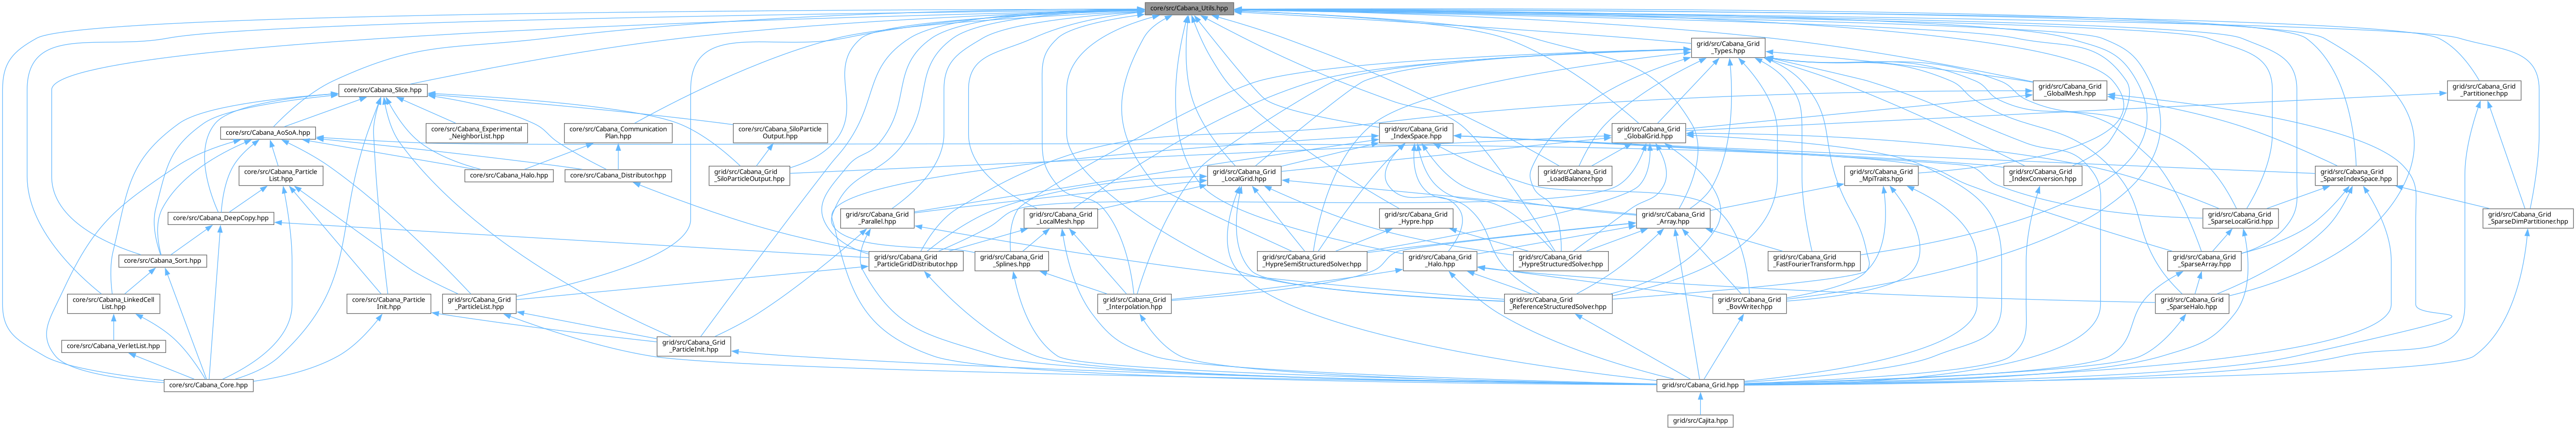 core/src/Cabana_Utils.hpp
grid/src/Cabana_Grid
_Types.hpp
core/src/Cabana_Slice.hpp
grid/src/Cabana_Grid
_GlobalMesh.hpp
grid/src/Cabana_Grid
_Partitioner.hpp
core/src/Cabana_AoSoA.hpp
core/src/Cabana_Experimental
_NeighborList.hpp
core/src/Cabana_Communication
Plan.hpp
core/src/Cabana_SiloParticle
Output.hpp
grid/src/Cabana_Grid
_IndexSpace.hpp
grid/src/Cabana_Grid
_GlobalGrid.hpp
core/src/Cabana_Particle
List.hpp
core/src/Cabana_Halo.hpp
core/src/Cabana_Distributor.hpp
grid/src/Cabana_Grid
_SiloParticleOutput.hpp
grid/src/Cabana_Grid
_LocalGrid.hpp
grid/src/Cabana_Grid
_LoadBalancer.hpp
grid/src/Cabana_Grid
_MpiTraits.hpp
grid/src/Cabana_Grid
_IndexConversion.hpp
grid/src/Cabana_Grid
_SparseIndexSpace.hpp
core/src/Cabana_DeepCopy.hpp
grid/src/Cabana_Grid
_Parallel.hpp
grid/src/Cabana_Grid
_LocalMesh.hpp
grid/src/Cabana_Grid
_Hypre.hpp
grid/src/Cabana_Grid
_Array.hpp
grid/src/Cabana_Grid
_SparseLocalGrid.hpp
grid/src/Cabana_Grid
_SparseDimPartitioner.hpp
core/src/Cabana_Sort.hpp
grid/src/Cabana_Grid
_ParticleGridDistributor.hpp
grid/src/Cabana_Grid
_Splines.hpp
grid/src/Cabana_Grid
_HypreSemiStructuredSolver.hpp
grid/src/Cabana_Grid
_Halo.hpp
grid/src/Cabana_Grid
_HypreStructuredSolver.hpp
grid/src/Cabana_Grid
_FastFourierTransform.hpp
grid/src/Cabana_Grid
_SparseArray.hpp
core/src/Cabana_LinkedCell
List.hpp
core/src/Cabana_Particle
Init.hpp
grid/src/Cabana_Grid
_ParticleList.hpp
grid/src/Cabana_Grid
_Interpolation.hpp
grid/src/Cabana_Grid
_ReferenceStructuredSolver.hpp
grid/src/Cabana_Grid
_BovWriter.hpp
grid/src/Cabana_Grid
_SparseHalo.hpp
core/src/Cabana_VerletList.hpp
grid/src/Cabana_Grid
_ParticleInit.hpp
core/src/Cabana_Core.hpp
grid/src/Cabana_Grid.hpp
grid/src/Cajita.hpp